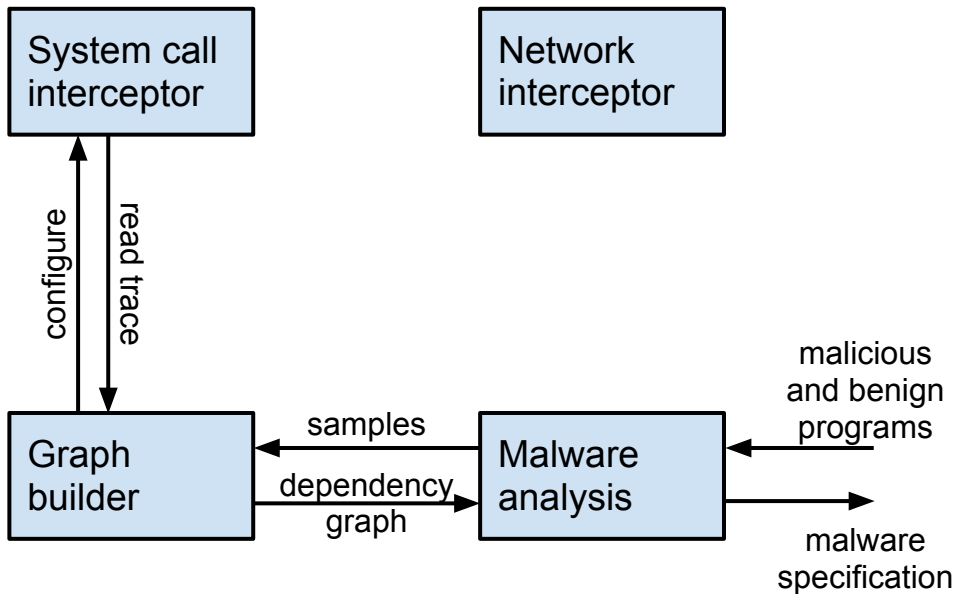 System call
interceptor
Network
interceptor
configure
read trace
malicious
and benign
programs
Graph
builder
samples
dependency
graph
Malware
analysis
malware
specification